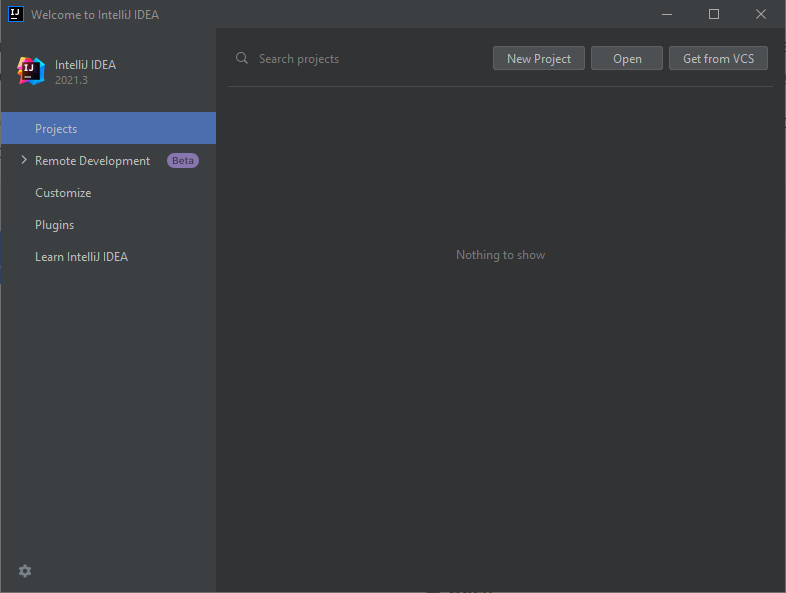 IJ Welcome to IntelliJ IDEA
IJ
IntelliJ IDEA
2021.3
Search projects New Project Open Get from VCS
Projects
Remote Development Beta
Customize
Plugins
Learn IntelliJ IDEA
Nothing to show